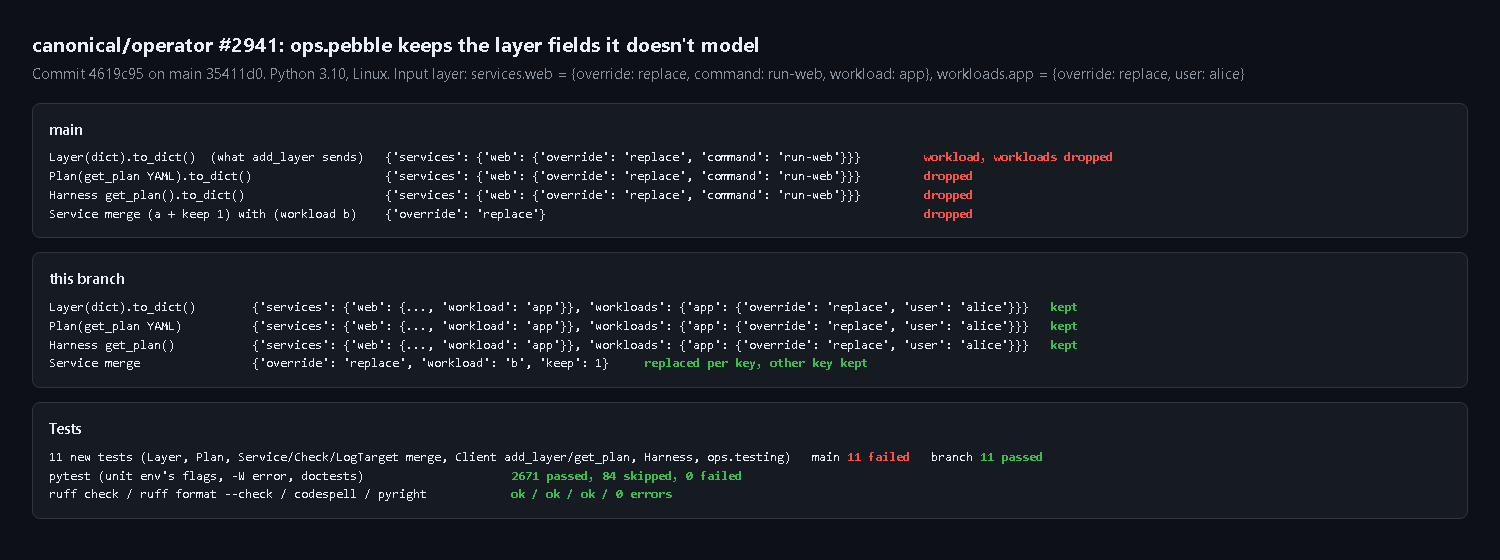 canonical/operator #2941: ops.pebble keeps the layer fields it doesn't model
Commit 4619c95 on main 35411d0. Python 3.10, Linux. Input layer: services.web = {override: replace, command: run-web, workload: app}, workloads.app = {override: replace, user: alice}
main
Layer(dict).to_dict() (what add_layer sends) {'services': {'web': {'override': 'replace', 'command': 'run-web'}}} workload, workloads dropped
Plan(get_plan YAML).to_dict() {'services': {'web': {'override': 'replace', 'command': 'run-web'}}} dropped
Harness get_plan().to_dict() {'services': {'web': {'override': 'replace', 'command': 'run-web'}}} dropped
Service merge (a + keep 1) with (workload b) {'override': 'replace'} dropped
this branch
Layer(dict).to_dict() {'services': {'web': {..., 'workload': 'app'}}, 'workloads': {'app': {'override': 'replace', 'user': 'alice'}}} kept
Plan(get_plan YAML) {'services': {'web': {..., 'workload': 'app'}}, 'workloads': {'app': {'override': 'replace', 'user': 'alice'}}} kept
Harness get_plan() {'services': {'web': {..., 'workload': 'app'}}, 'workloads': {'app': {'override': 'replace', 'user': 'alice'}}} kept
Service merge {'override': 'replace', 'workload': 'b', 'keep': 1} replaced per key, other key kept
Tests
11 new tests (Layer, Plan, Service/Check/LogTarget merge, Client add_layer/get_plan, Harness, ops.testing) main 11 failed branch 11 passed
pytest (unit env's flags, -W error, doctests) 2671 passed, 84 skipped, 0 failed
ruff check / ruff format --check / codespell / pyright ok / ok / ok / 0 errors